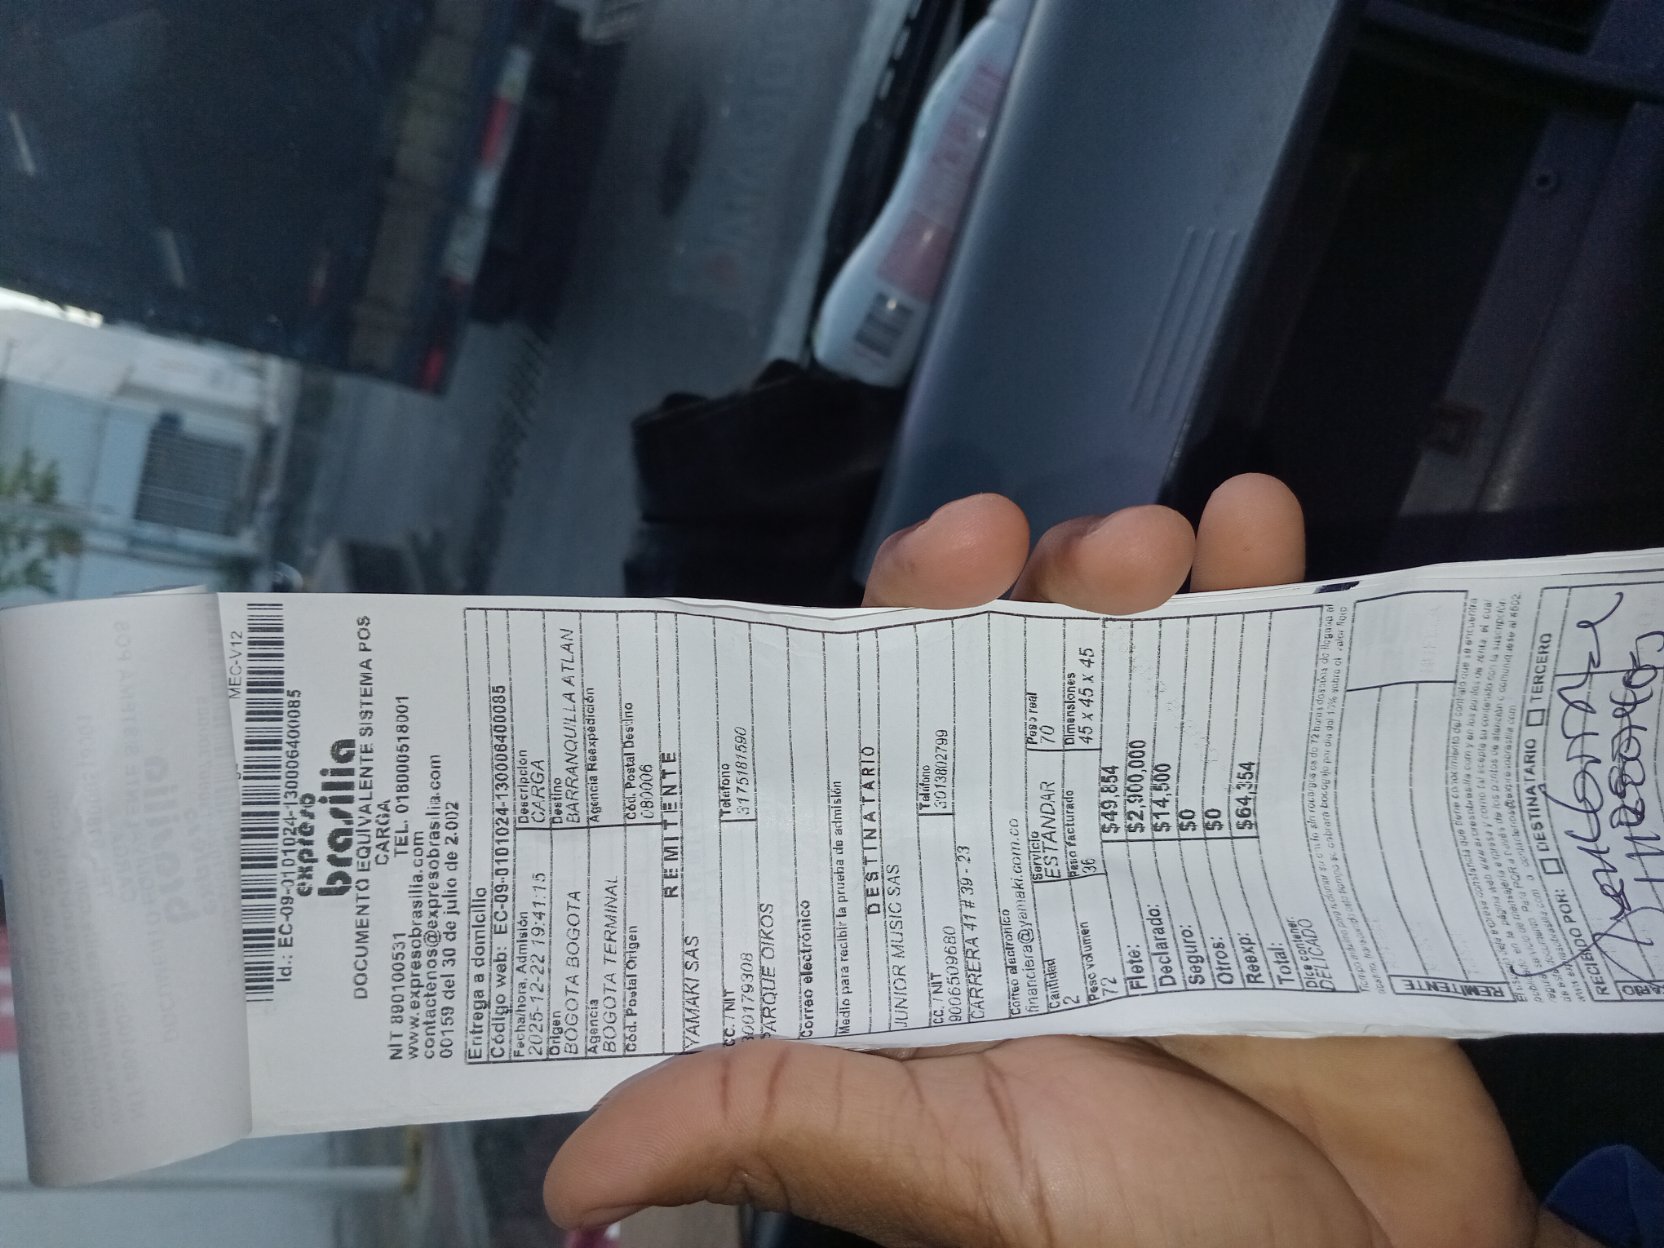 MEC-V12
Id.: EC-09-0101024-130006400085
expreso
brasilia
DOCUMENTO EQUIVALENTE SISTEMA POS
CARGA
NIT 890100531 TEL. 018000518001
www.expresobrasilia.com
contactenos@expresobrasilia.com
00159 del 30 de julio de 2.002
Entrega a domicilio
Código web: EC-09-0101024-130006400085
Fecha/hora. Admisión Descripción
2025-12-22 19:41:15 CARGA
Origen Destino
BOGOTA BOGOTA BARRANQUILLA ATLAN
Agencia Agencia Reexpedición
BOGOTA TERMINAL
Cód. Postal Origen Cód. Postal Destino
080006
REMITENTE
YAMAKI SAS
CC. / NIT Teléfono
800179308 3175181590
PARQUE OIKOS
Correo electrónico
Medio para recibir la prueba de admisión
DESTINATARIO
JUNIOR MUSIC SAS
CC. / NIT Teléfono
9006509680 3013802799
CARRERA 41 # 39 - 23
Correo electronico
financiera@yamaki.com.co
Cantidad Servicio Peso real
2 ESTANDAR 70
Peso volumen Peso facturado Dimensiones
72 36 45 x 45 x 45
Flete: $49,854
Declarado: $2,900,000
Seguro: $14,500
Otros: $0
Reexp: $0
Total: $64,354
Dice contener:
DELICADO
REMITENTE
RECIBIDO POR: DESTINATARIO TERCERO